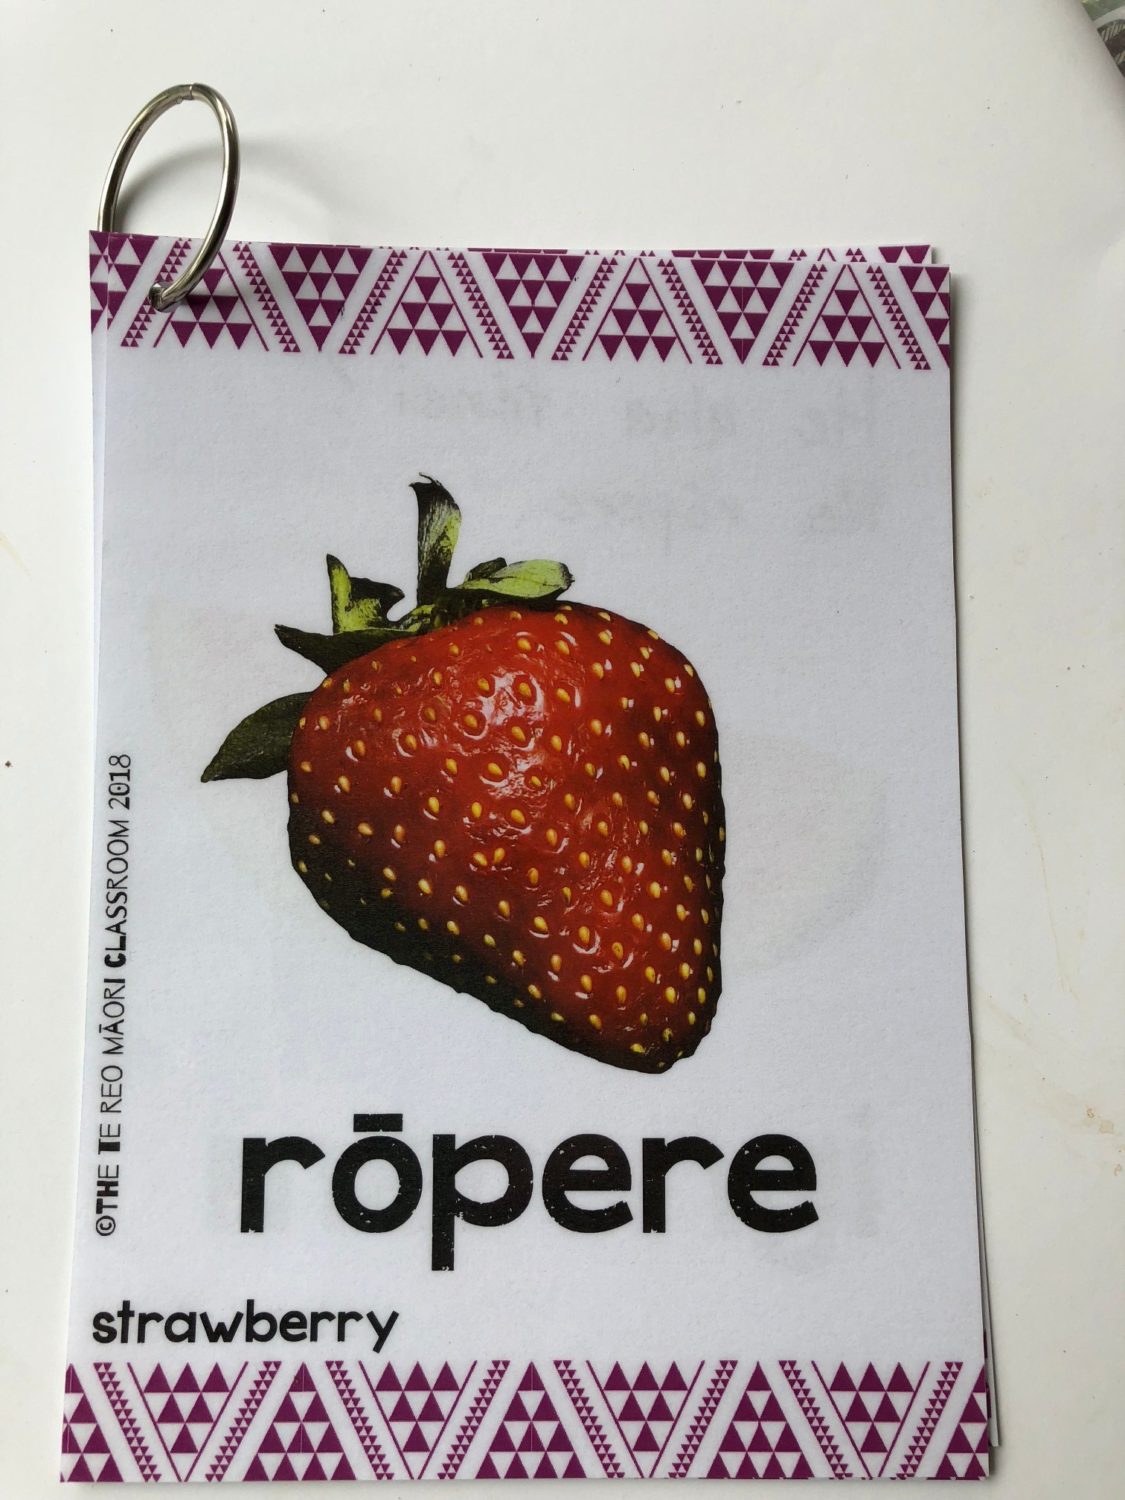 ©THE TE REO MĀORI CLASSROOM 2018
rōpere
strawberry